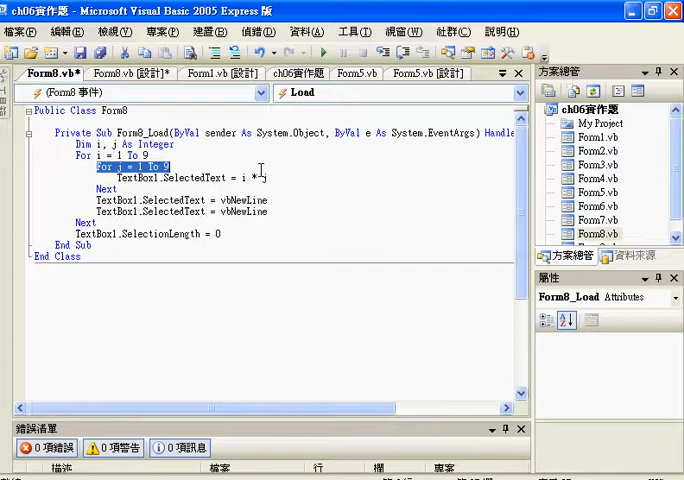 ch06實作題 - Microsoft Visual Basic 2005 Express 版
檔案(F) 編輯(E) 檢視(V) 專案(P) 建置(B) 偵錯(D) 資料(A) 工具(T) 視窗(W) 社群(C) 說明(H)
Form8.vb* Form8.vb [設計]* Form1.vb [設計] ch06實作題 Form5.vb Form5.vb [設計]
(Form8 事件) Load
Public Class Form8
Private Sub Form8_Load(ByVal sender As System.Object, ByVal e As System.EventArgs) Handle
Dim i, j As Integer
For i = 1 To 9
For j = 1 To 9
TextBox1.SelectedText = i * j
Next
TextBox1.SelectedText = vbNewLine
TextBox1.SelectedText = vbNewLine
Next
TextBox1.SelectionLength = 0
End Sub
End Class
方案總管
ch06實作題
My Project
Form1.vb
Form2.vb
Form3.vb
Form4.vb
Form5.vb
Form6.vb
Form7.vb
Form8.vb
方案總管 資料來源
屬性
Form8_Load Attributes
錯誤清單
0 項錯誤 0 項警告 0 項訊息
描述 檔案 行 欄 專案